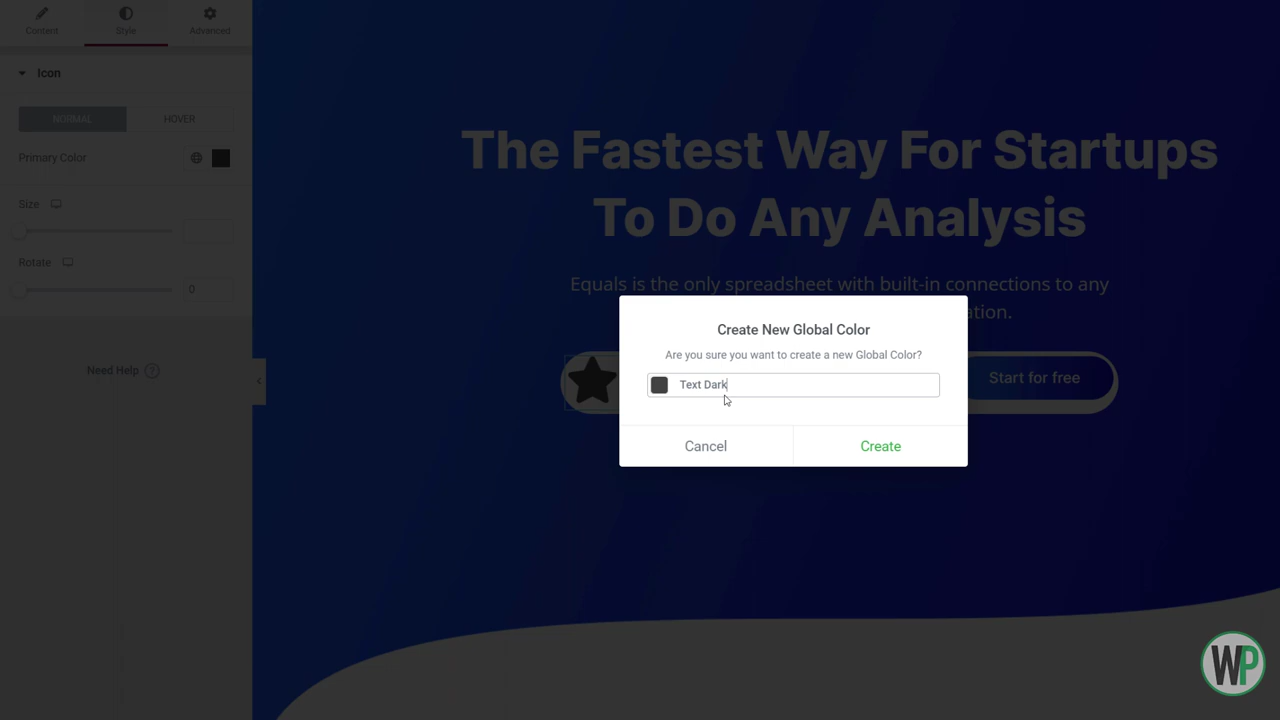 Content
Style
Advanced
Icon
NORMAL
HOVER
Primary Color
Size
Rotate
0
Need Help ?
The Fastest Way For Startups
To Do Any Analysis
Equals is the only spreadsheet with built-in connections to any
ation.
Start for free
Create New Global Color
Are you sure you want to create a new Global Color?
Text Dark
Cancel
Create
WP